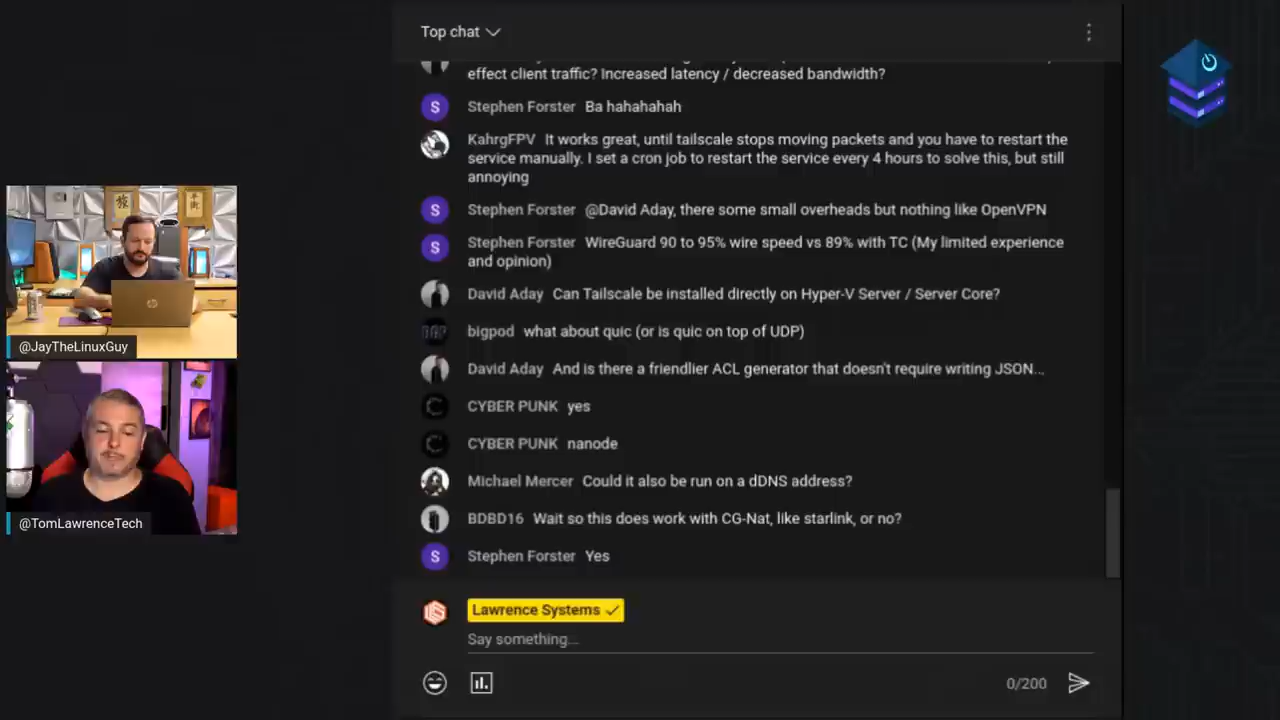 Top chat
effect client traffic? Increased latency / decreased bandwidth?
S Stephen Forster Ba hahahahah
KahrgFPV It works great, until tailscale stops moving packets and you have to restart the
service manually. I set a cron job to restart the service every 4 hours to solve this, but still
annoying
S Stephen Forster @David Aday, there some small overheads but nothing like OpenVPN
S Stephen Forster WireGuard 90 to 95% wire speed vs 89% with TC (My limited experience
and opinion)
David Aday Can Tailscale be installed directly on Hyper-V Server / Server Core?
bigpod what about quic (or is quic on top of UDP)
David Aday And is there a friendlier ACL generator that doesn't require writing JSON...
CYBER PUNK yes
CYBER PUNK nanode
Michael Mercer Could it also be run on a dDNS address?
BDBD16 Wait so this does work with CG-Nat, like starlink, or no?
S Stephen Forster Yes
Lawrence Systems
Say something...
0/200
@JayTheLinuxGuy
@TomLawrenceTech